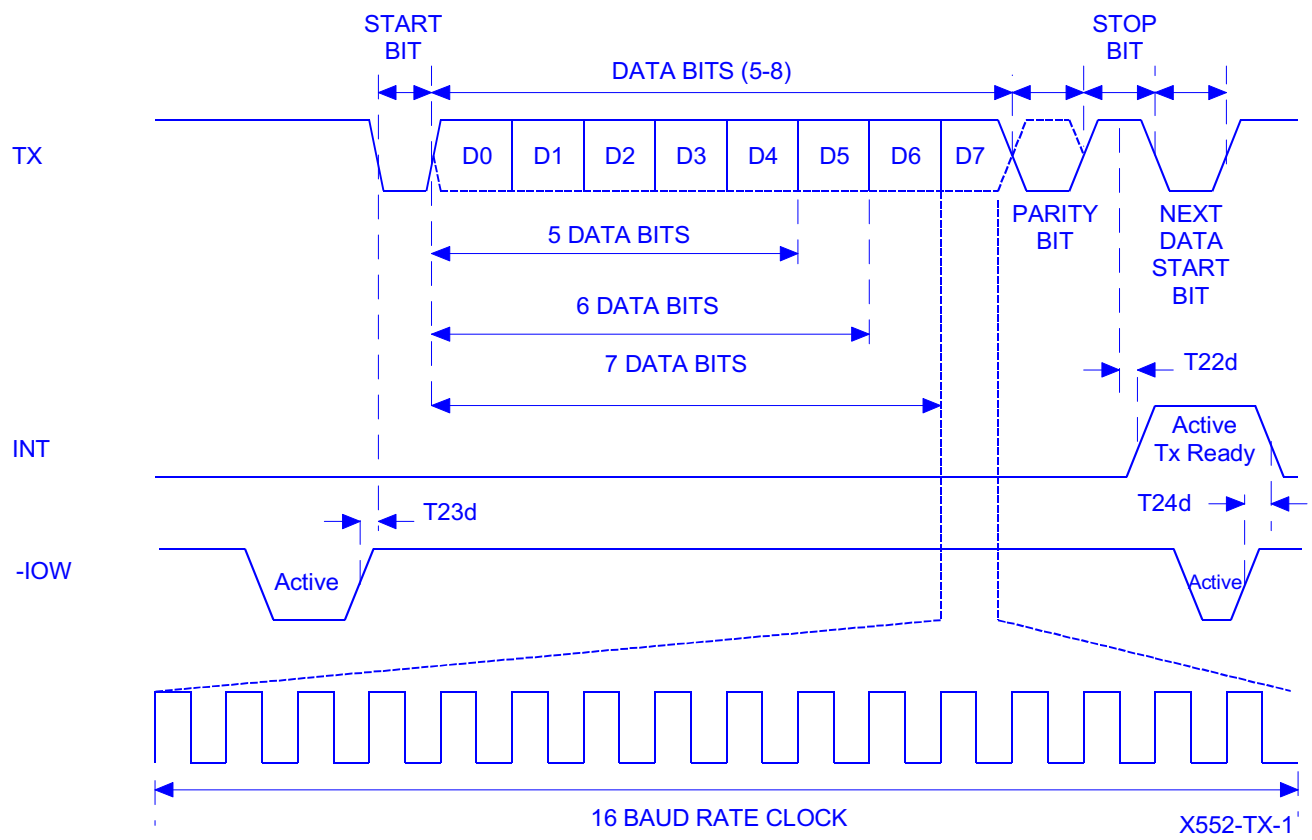 START
BIT
STOP
BIT
DATA BITS (5-8)
TX
D0 D1 D2 D3 D4 D5 D6 D7
PARITY
BIT
NEXT
DATA
START
BIT
5 DATA BITS
6 DATA BITS
7 DATA BITS
T22d
INT
Active
Tx Ready
T23d
T24d
-IOW
Active
Active
16 BAUD RATE CLOCK
X552-TX-1